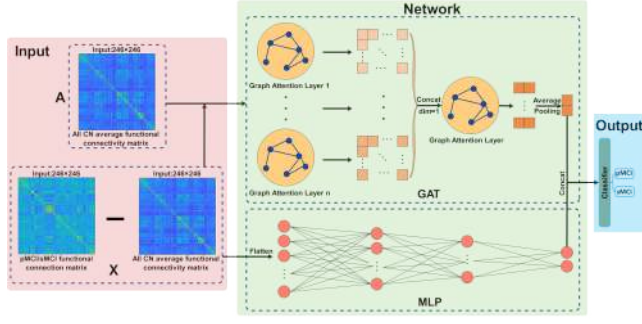 Network
Input
Input:246×246
A
All CN average functional
connectivity matrix
Input:246×246
Input:246×246
pMCI/sMCI functional
connection matrix
All CN average functional
connectivity matrix
X
Graph Attention Layer 1
Graph Attention Layer n
Concat
dim=1
Graph Attention Layer
Average
Pooling
GAT
Concat
Flatten
MLP
Output
Classifier
pMCI
sMCI